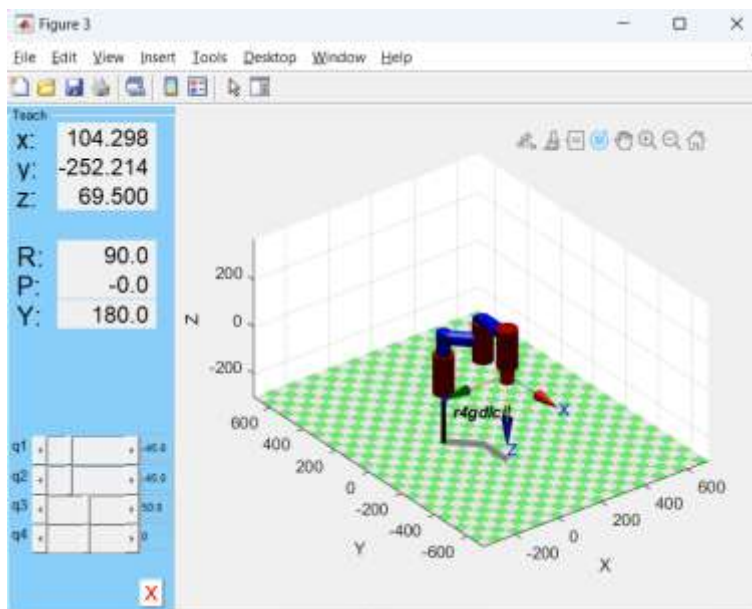 Figure 3
File Edit View Insert Tools Desktop Window Help
Teach
x: 104.298
y: -252.214
z: 69.500
R: 90.0
P: -0.0
Y: 180.0
q1
q2
q3
q4 0
X
200
0
-200
Z
600
400
200
0
-200
-400
-600
Y
-200
0
200
400
600
X
X
Z